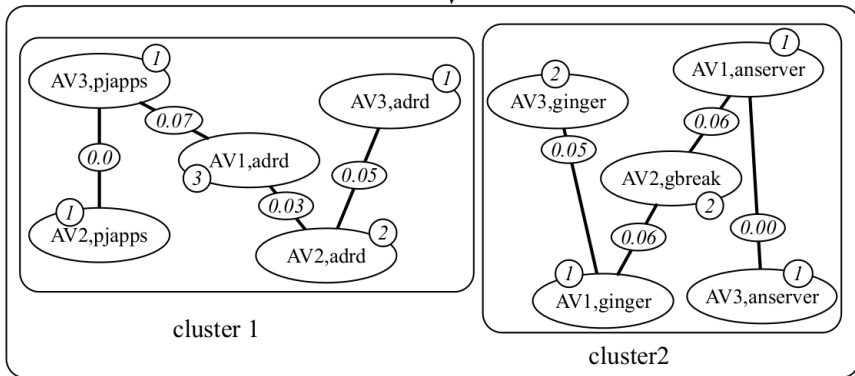 1
AV3,pjapps
0.07
0.0
AV1,adrd
3
1
AV3,adrd
0.05
0.03
1
AV2,pjapps
2
AV2,adrd
cluster 1
2
AV3,ginger
0.05
1
AV1,anserver
0.06
AV2,gbreak
2
0.06
0.00
1
AV1,ginger
1
AV3,anserver
cluster2